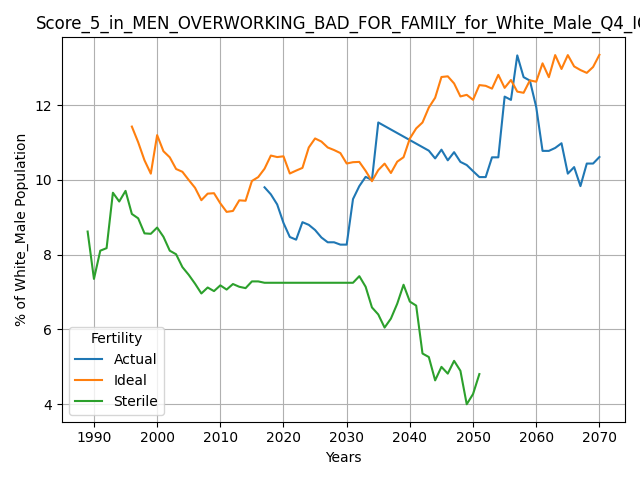 Score_5_in_MEN_OVERWORKING_BAD_FOR_FAMILY_for_White_Male_Q4_IQ
% of White_Male Population
12
10
8
6
4
Fertility
Actual
Ideal
Sterile
1990 2000 2010 2020 2030 2040 2050 2060 2070
Years